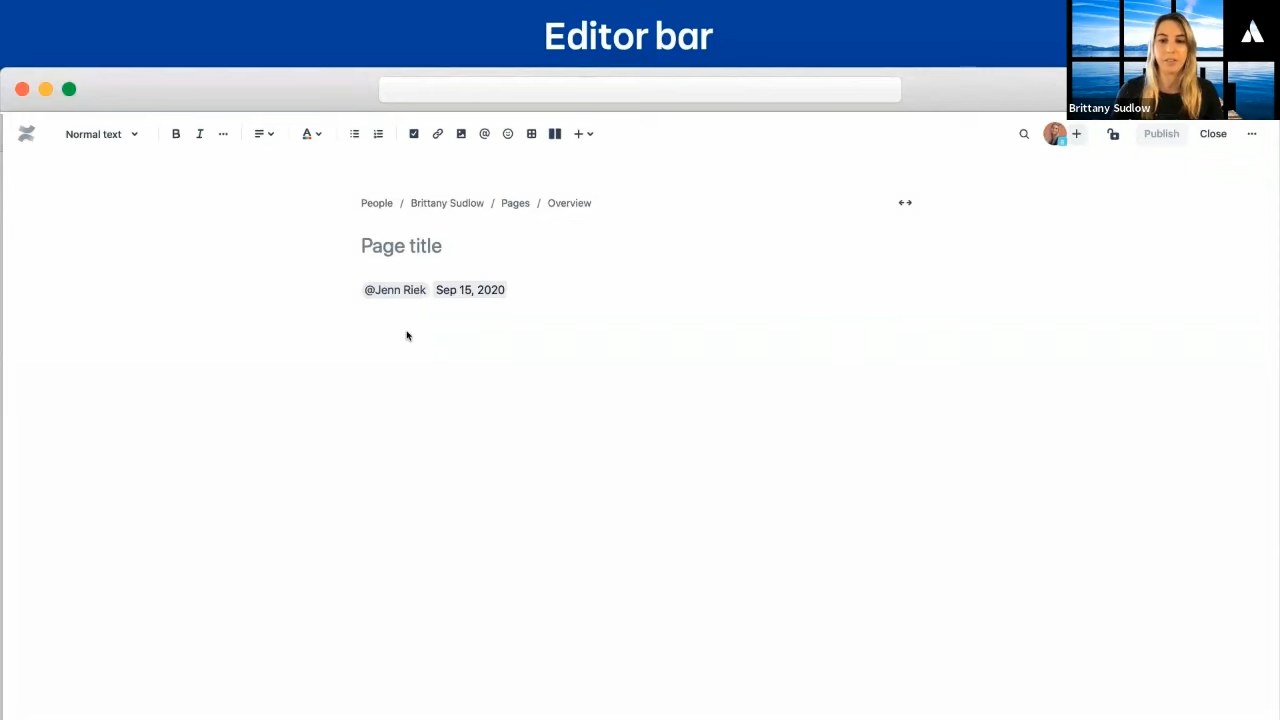 Editor bar
Brittany Sudlow
Normal text B I A @ Publish Close
People / Brittany Sudlow / Pages / Overview
Page title
@Jenn Riek Sep 15, 2020